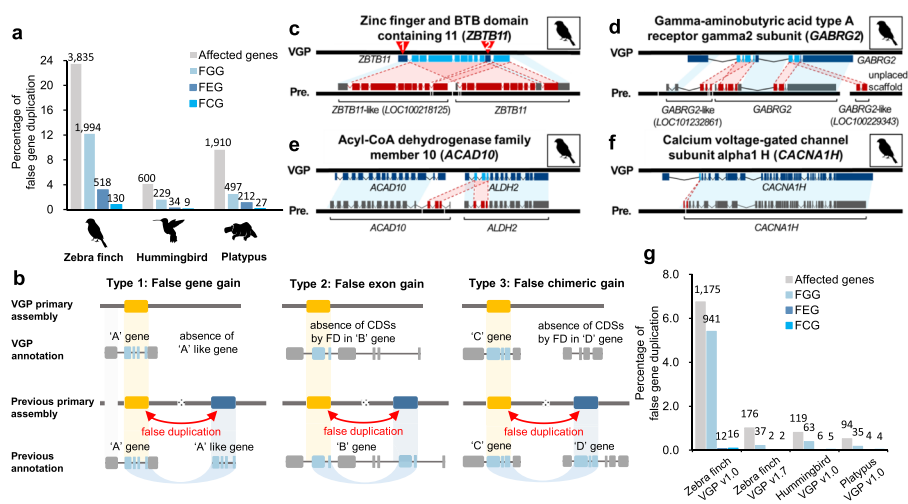 a
Percentage of
false gene duplication
24
20
16
12
8
4
0
3,835
1,994
518
130
600
229
34
9
1,910
497
212
27
Affected genes
FGG
FEG
FCG
Zebra finch
Hummingbird
Platypus
b
Type 1: False gene gain
Type 2: False exon gain
Type 3: False chimeric gain
VGP primary
assembly
VGP
annotation
Previous primary
assembly
Previous
annotation
'A' gene
absence of
'A' like gene
false duplication
'A' gene
'A' like gene
absence of CDSs
by FD in 'B' gene
false duplication
'B' gene
'C' gene
absence of CDSs
by FD in 'D' gene
false duplication
'C' gene
'D' gene
c
Zinc finger and BTB domain
containing 11 (ZBTB11)
VGP
ZBTB11
1
2
Pre.
ZBTB11-like (LOC100218125)
ZBTB11
d
Gamma-aminobutyric acid type A
receptor gamma2 subunit (GABRG2)
VGP
GABRG2
unplaced
scaffold
Pre.
GABRG2-like
(LOC101232861)
GABRG2
GABRG2-like
(LOC100229343)
e
Acyl-CoA dehydrogenase family
member 10 (ACAD10)
VGP
ACAD10
ALDH2
Pre.
ACAD10
ALDH2
f
Calcium voltage-gated channel
subunit alpha1 H (CACNA1H)
VGP
CACNA1H
Pre.
CACNA1H
g
Percentage of
false gene duplication
8.0
6.0
4.0
2.0
0.0
1,175
941
12
16
176
37
2
2
119
63
6
5
94
35
4
4
Affected genes
FGG
FEG
FCG
Zebra finch
VGP v1.0
Zebra finch
VGP v1.7
Hummingbird
VGP v1.0
Platypus
VGP v1.0